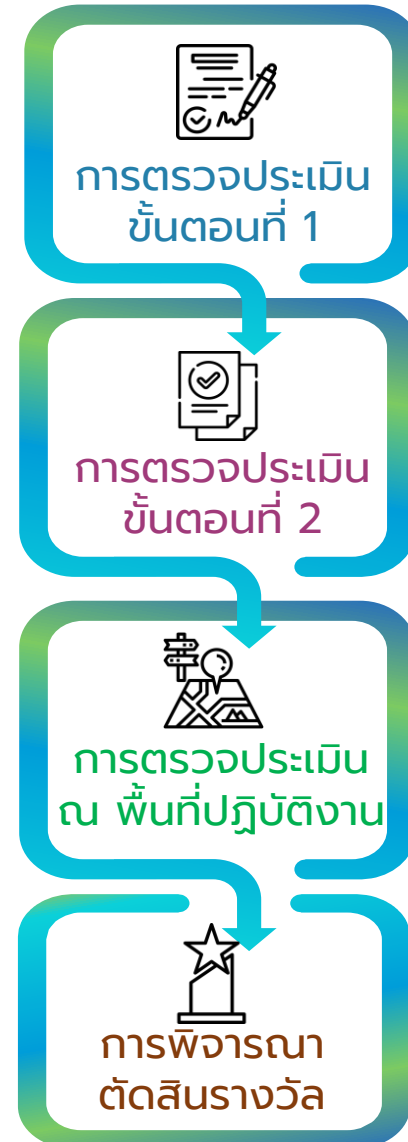 การตรวจประเมิน
ขั้นตอนที่ 1
การตรวจประเมิน
ขั้นตอนที่ 2
การตรวจประเมิน
ณ พื้นที่ปฏิบัติงาน
การพิจารณา
ตัดสินรางวัล